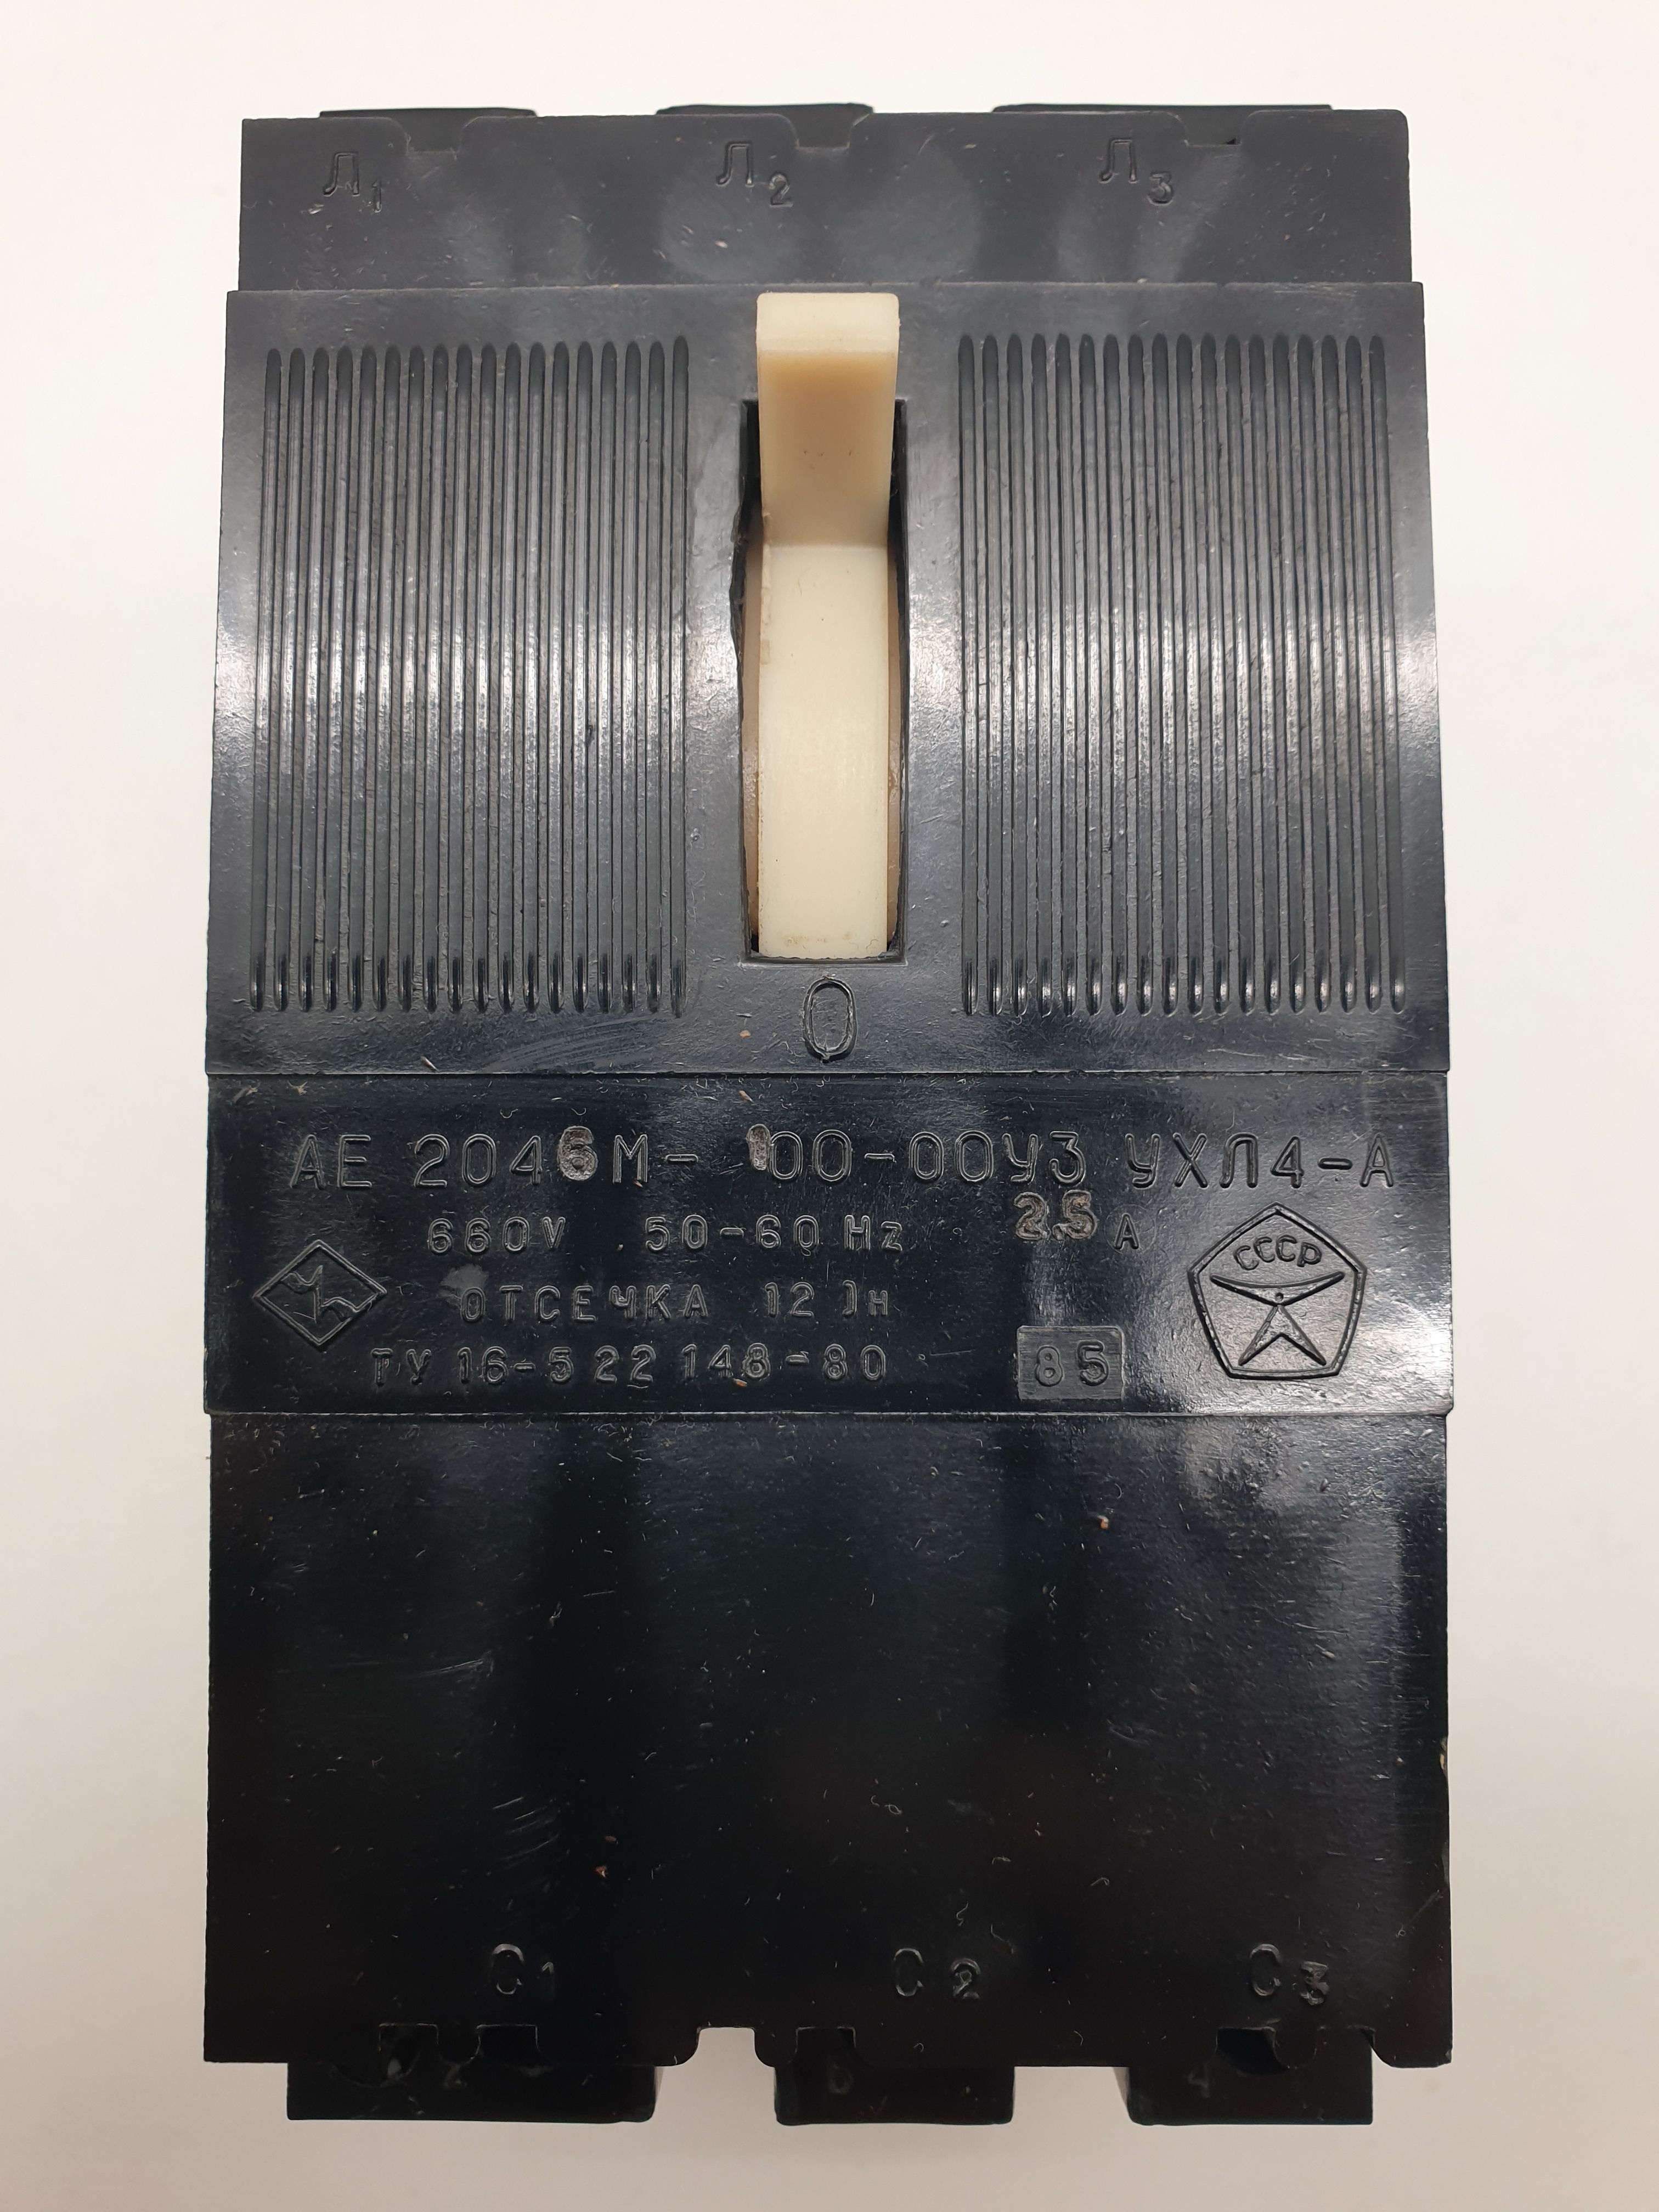 Л1 Л2 Л3
0
АЕ 2046М- 100-00У3 УХЛ4-А
660V 50-60 Hz 2.5 А
СССР
ОТСЕЧКА 12 Jн
ТУ 16-522 148-80 85
С1 С2 С3